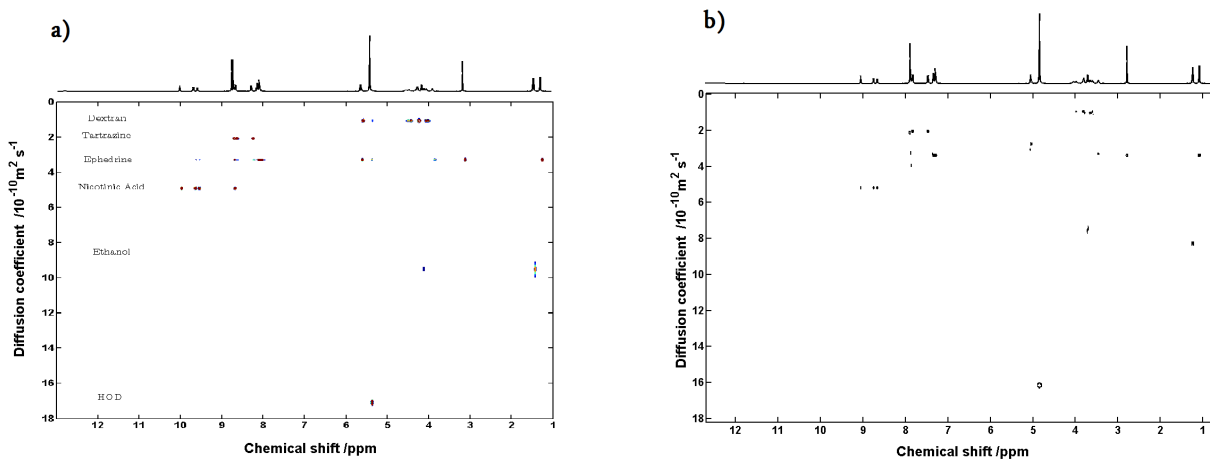 a)
Diffusion coefficient /10⁻¹⁰m² s⁻¹
0
2
4
6
8
10
12
14
16
18
Dextran
Tartrazine
Ephedrine
Nicotinic Acid
Ethanol
HOD
12 11 10 9 8 7 6 5 4 3 2 1
Chemical shift /ppm
b)
Diffusion coefficient /10⁻¹⁰m² s⁻¹
0
2
4
6
8
10
12
14
16
18
12 11 10 9 8 7 6 5 4 3 2 1
Chemical shift /ppm